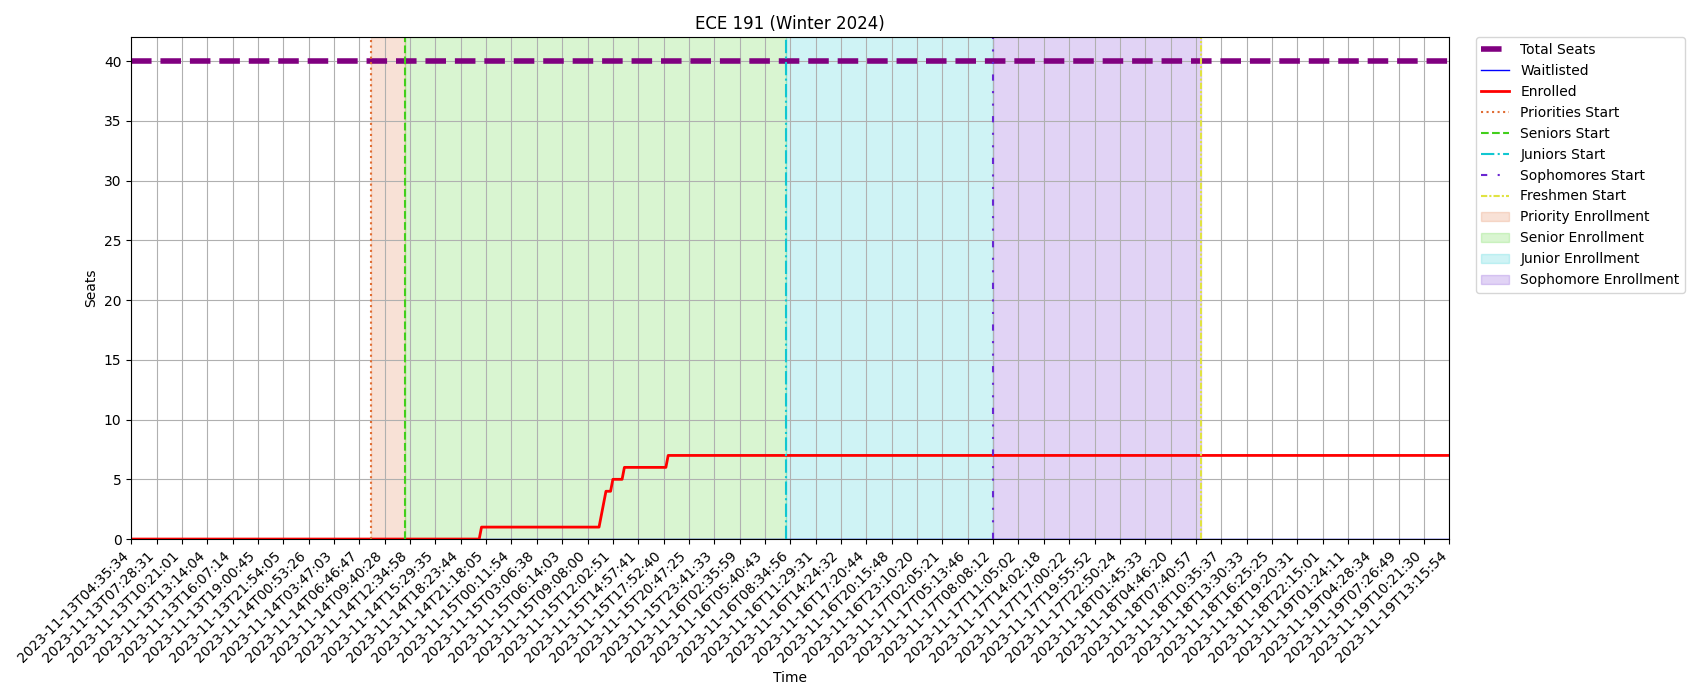 ECE 191 (Winter 2024)
40
35
30
25
20
15
10
5
0
Seats
2023-11-13T04:35:34
2023-11-13T07:28:31
2023-11-13T10:21:01
2023-11-13T13:14:04
2023-11-13T16:07:14
2023-11-13T19:00:45
2023-11-13T21:54:05
2023-11-14T00:53:26
2023-11-14T03:47:03
2023-11-14T06:46:47
2023-11-14T09:40:28
2023-11-14T12:34:58
2023-11-14T15:29:35
2023-11-14T18:23:44
2023-11-14T21:18:05
2023-11-15T00:11:54
2023-11-15T03:06:38
2023-11-15T06:14:03
2023-11-15T09:08:00
2023-11-15T12:02:51
2023-11-15T14:57:41
2023-11-15T17:52:40
2023-11-15T20:47:25
2023-11-15T23:41:33
2023-11-16T02:35:59
2023-11-16T05:40:43
2023-11-16T08:34:56
2023-11-16T11:29:31
2023-11-16T14:24:32
2023-11-16T17:20:44
2023-11-16T20:15:48
2023-11-16T23:10:20
2023-11-17T02:05:21
2023-11-17T05:13:46
2023-11-17T08:08:12
2023-11-17T11:05:02
2023-11-17T14:02:18
2023-11-17T17:00:22
2023-11-17T19:55:52
2023-11-17T22:50:24
2023-11-18T01:45:33
2023-11-18T04:46:20
2023-11-18T07:40:57
2023-11-18T10:35:37
2023-11-18T13:30:33
2023-11-18T16:25:25
2023-11-18T19:20:31
2023-11-18T22:15:01
2023-11-19T01:24:11
2023-11-19T04:28:34
2023-11-19T07:26:49
2023-11-19T10:21:30
2023-11-19T13:15:54
Time
Total Seats
Waitlisted
Enrolled
Priorities Start
Seniors Start
Juniors Start
Sophomores Start
Freshmen Start
Priority Enrollment
Senior Enrollment
Junior Enrollment
Sophomore Enrollment